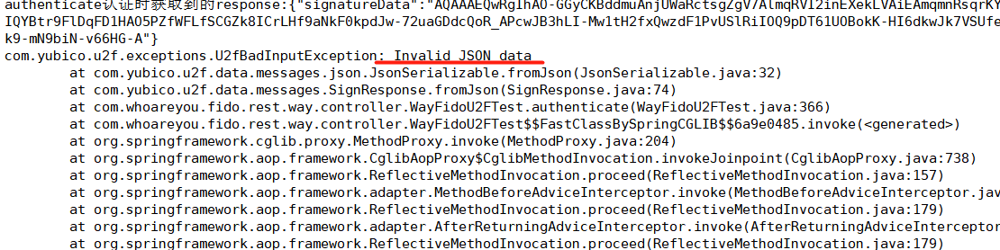 authenticate认证时获取到的response:{"signatureData":"AQAAAEQwRgIhAO-GGyCKBddmuAnjUWaRctsgZgV7AlmqRVI2inEXekLVAiEAmqmnRsqrKY
IQYBtr9FlDqFD1HAO5PZfWFLfSCGZk8ICrLHf9aNkF0kpdJw-72uaGDdcQoR_APcwJB3hLI-Mw1tH2fxQwzdF1PvUSlRiIOQ9pDT61UOBokK-HI6dkwJk7VSUfe
k9-mN9biN-v66HG-A"}
com.yubico.u2f.exceptions.U2fBadInputException: Invalid JSON data
at com.yubico.u2f.data.messages.json.JsonSerializable.fromJson(JsonSerializable.java:32)
at com.yubico.u2f.data.messages.SignResponse.fromJson(SignResponse.java:74)
at com.whoareyou.fido.rest.way.controller.WayFidoU2FTest.authenticate(WayFidoU2FTest.java:366)
at com.whoareyou.fido.rest.way.controller.WayFidoU2FTest$$FastClassBySpringCGLIB$$6a9e0485.invoke(<generated>)
at org.springframework.cglib.proxy.MethodProxy.invoke(MethodProxy.java:204)
at org.springframework.aop.framework.CglibAopProxy$CglibMethodInvocation.invokeJoinpoint(CglibAopProxy.java:738)
at org.springframework.aop.framework.ReflectiveMethodInvocation.proceed(ReflectiveMethodInvocation.java:157)
at org.springframework.aop.framework.adapter.MethodBeforeAdviceInterceptor.invoke(MethodBeforeAdviceInterceptor.jav
at org.springframework.aop.framework.ReflectiveMethodInvocation.proceed(ReflectiveMethodInvocation.java:179)
at org.springframework.aop.framework.adapter.AfterReturningAdviceInterceptor.invoke(AfterReturningAdviceInterceptor
at org.springframework.aop.framework.ReflectiveMethodInvocation.proceed(ReflectiveMethodInvocation.java:179)